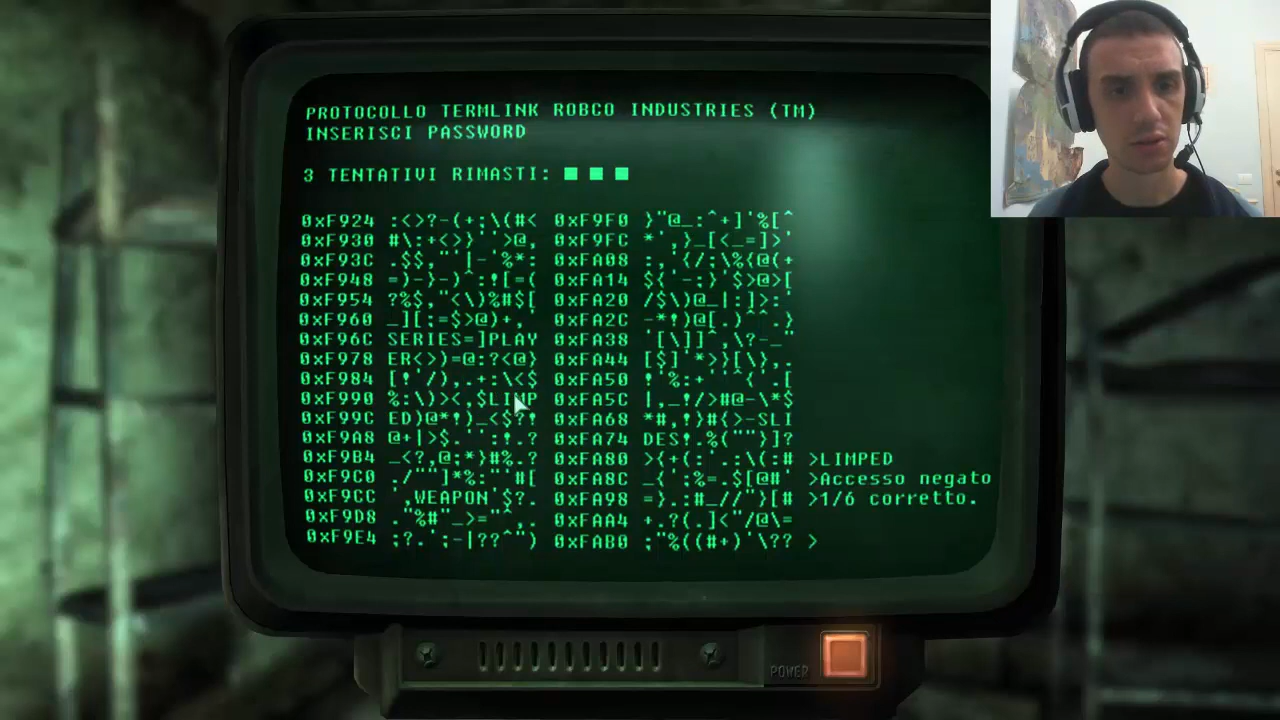 PROTOCOLLO TERMLINK ROBCO INDUSTRIES (TM)
INSERISCI PASSWORD
3 TENTATIVI RIMASTI: ■ ■ ■
0xF924 :<>?-(+;\(#< 0xF9F0 }"@_:^+]'%[^
0xF930 #\:+<>}'`>@, 0xF9FC *',}_[<_=]>'
0xF93C .$$,"'|-'%*: 0xFA08 :,'{/:\%{@(+
0xF948 =)-}-)^:![=( 0xFA14 ${'-;}'$>@>[
0xF954 ?%$,"<\)%#$[ 0xFA20 /$\)@_|:]>:'
0xF960 _][;=$>@)+,' 0xFA2C -*!)@[.)^^.}
0xF96C SERIES=]PLAY 0xFA38 '[\]]^,\?-_"
0xF978 ER<>)=@:?<@} 0xFA44 [$]'*>}[\},.
0xF984 [!'/),.+:\<$ 0xFA50
0xF990 %:\)><,$LIMP 0xFA5C |,_!/>#@-\*$
0xF99C ED)@*!)_<$?! 0xFA68 *#,!}#{>-SLI
0xF9A8 @+|>$.'':!.? 0xFA74 DES!.%(""}]?
0xF9B4 _<?,@;*}#%.? 0xFA80 >{+(:'.:\(:# >LIMPED
0xF9C0 ./""]*%:"'#[ 0xFA8C _{';%=.$[@#' >Accesso negato
0xF9CC ',WEAPON'$?. 0xFA98 =}.:#_//"}[# >1/6 corretto.
0xF9D8 ."%#"_>="^,. 0xFAA4 +.?(.]<"/@\=
0xF9E4 ;?.';-|??^") 0xFAB0 ;"%((#+)'\?? >
POWER